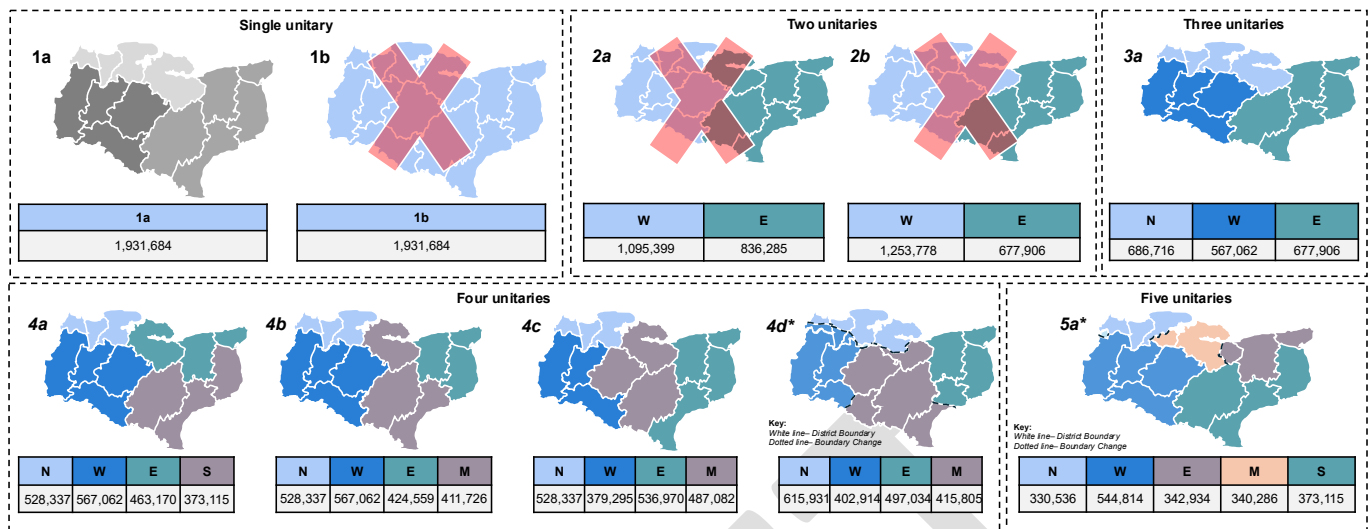 Single unitary
1a
1b
1a
1,931,684
1b
1,931,684
Two unitaries
2a
2b
W E
1,095,399 836,285
W E
1,253,778 677,906
Three unitaries
3a
N W E
686,716 567,062 677,906
Four unitaries
4a
4b
4c
4d*
Key:
White line– District Boundary
Dotted line– Boundary Change
N W E S
528,337 567,062 463,170 373,115
N W E M
528,337 567,062 424,559 411,726
N W E M
528,337 379,295 536,970 487,082
N W E M
615,931 402,914 497,034 415,805
Five unitaries
5a*
Key:
White line– District Boundary
Dotted line– Boundary Change
N W E M S
330,536 544,814 342,934 340,286 373,115